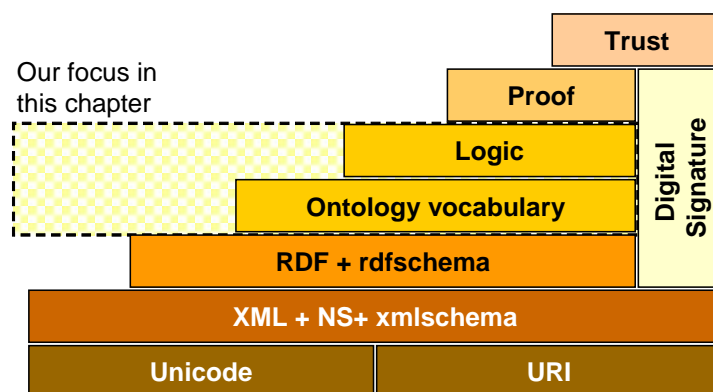 Trust
Our focus in
this chapter
Proof
Logic
Digital
Signature
Ontology vocabulary
RDF + rdfschema
XML + NS+ xmlschema
Unicode
URI